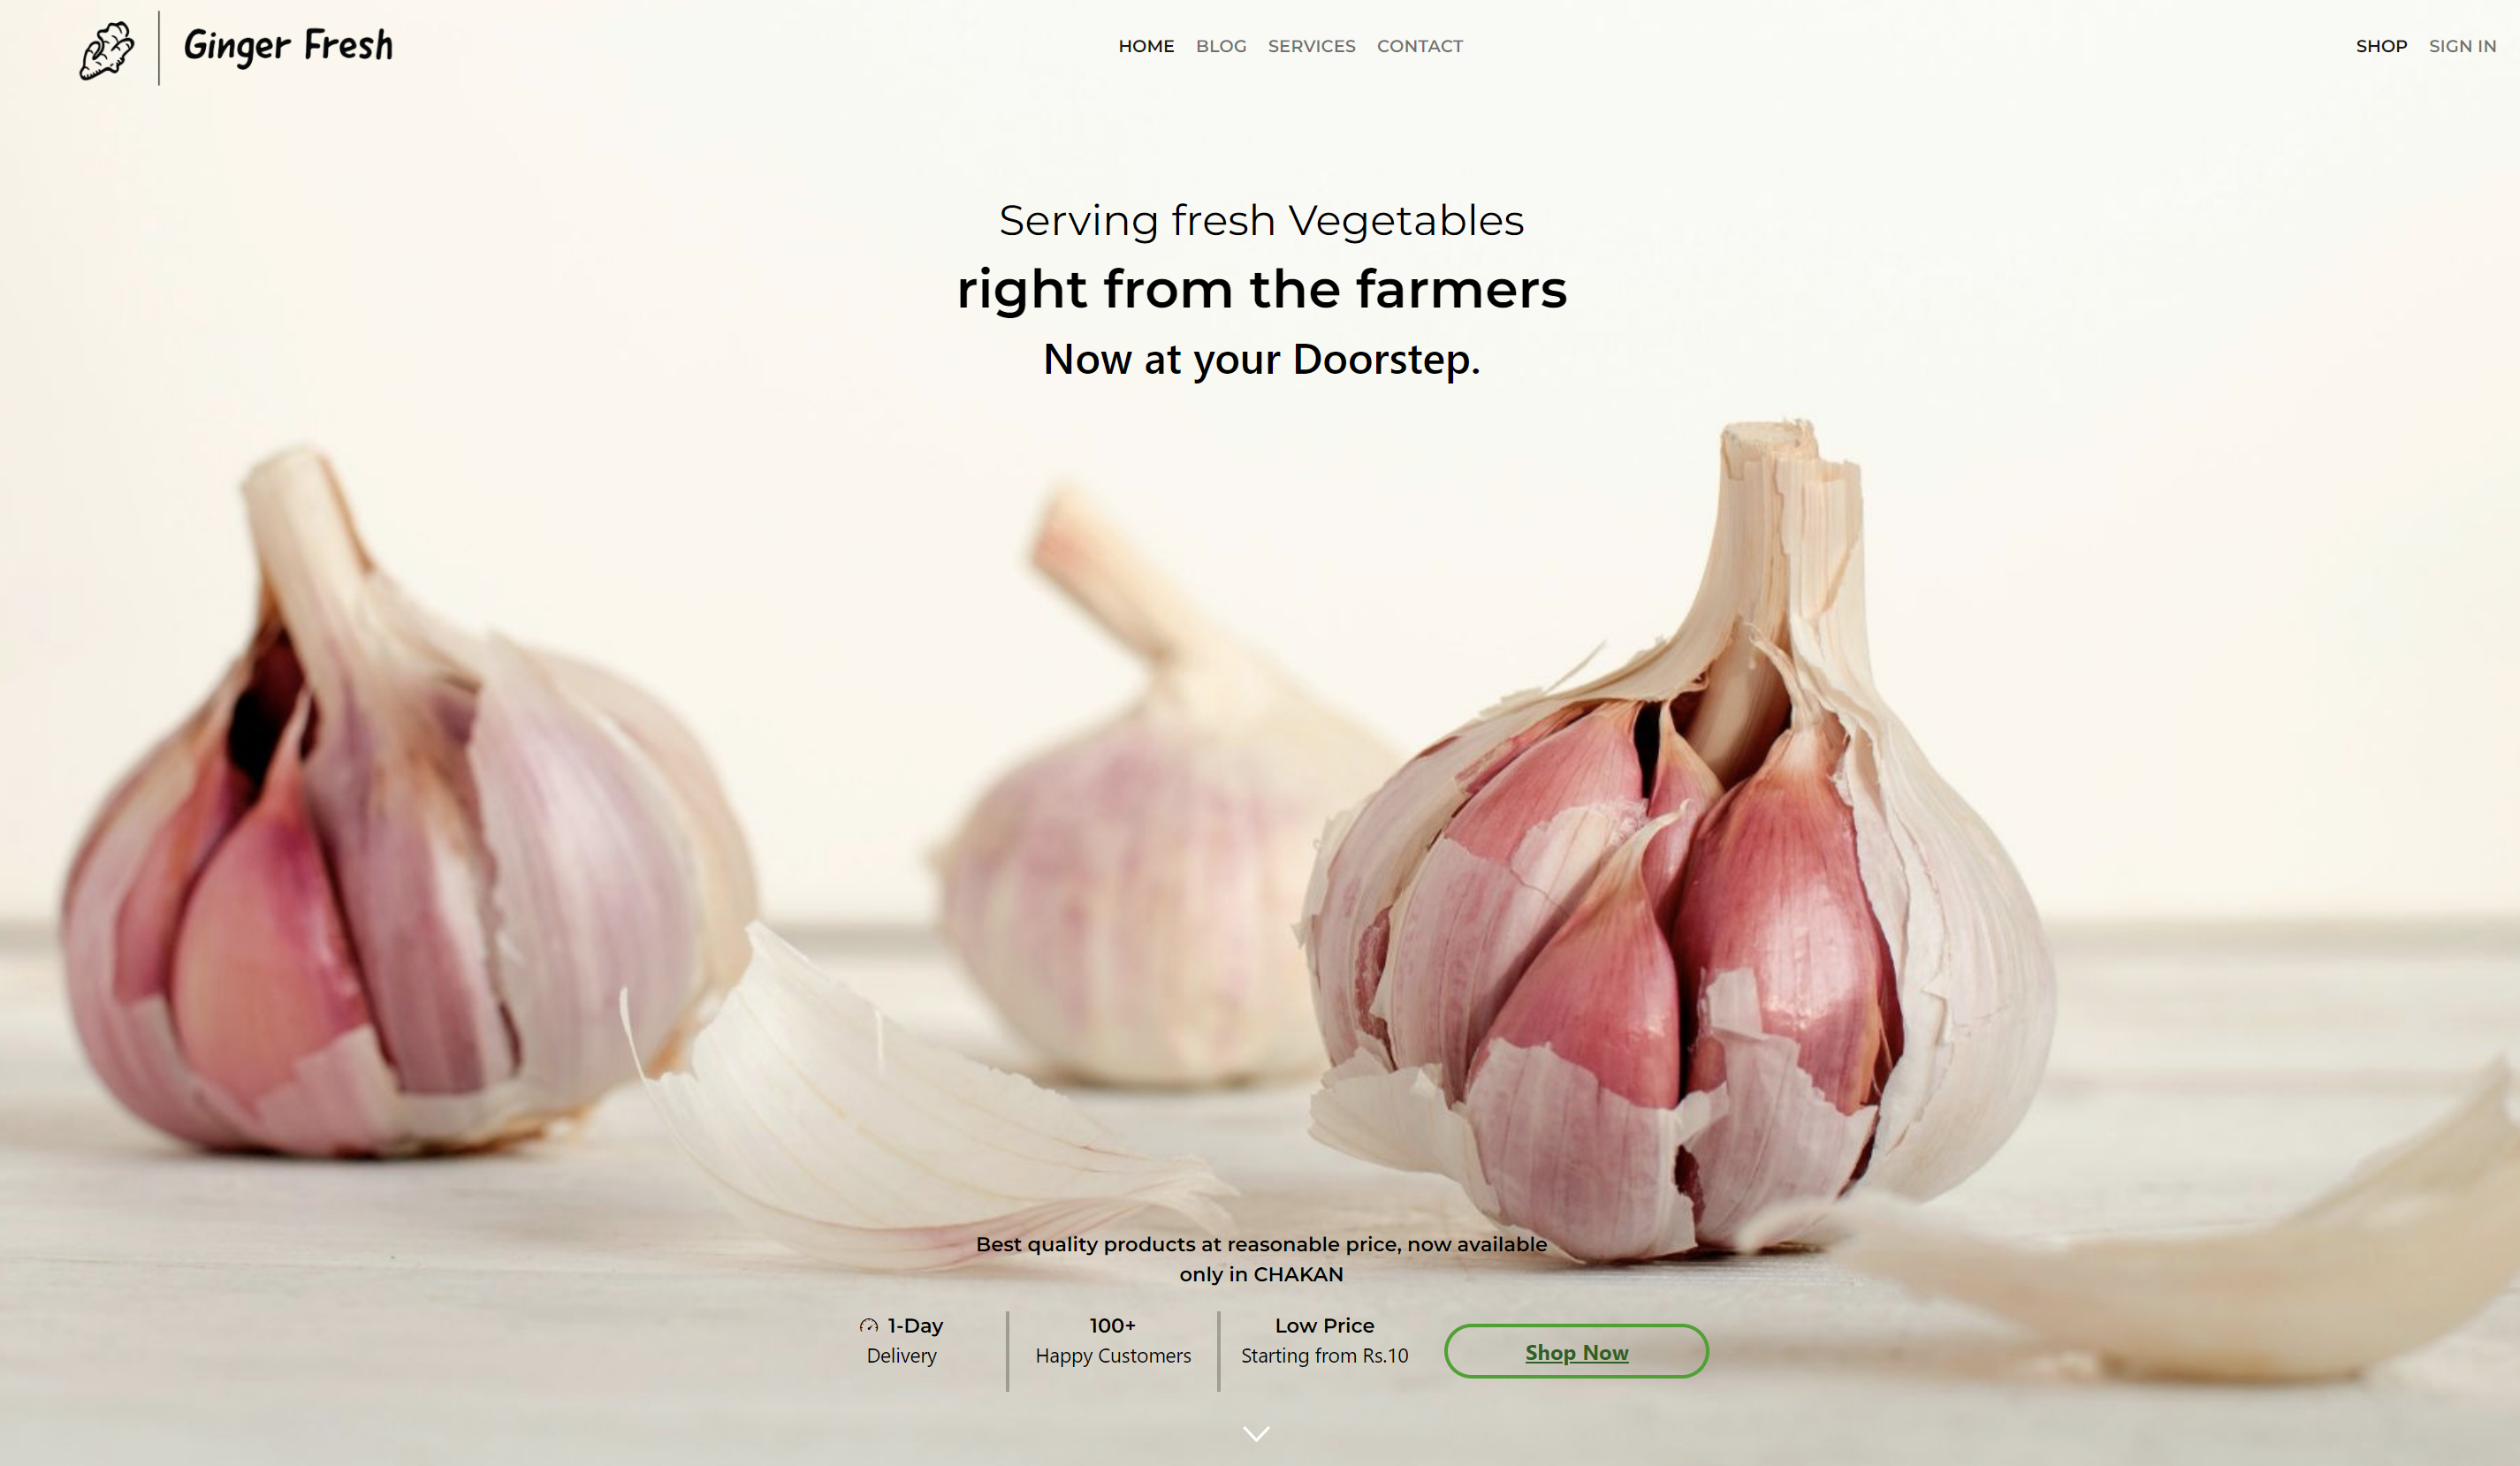 Ginger Fresh
HOME BLOG SERVICES CONTACT
SHOP SIGN IN
Serving fresh Vegetables
right from the farmers
Now at your Doorstep.
Best quality products at reasonable price, now available
only in CHAKAN
1-Day
Delivery
100+
Happy Customers
Low Price
Starting from Rs.10
Shop Now